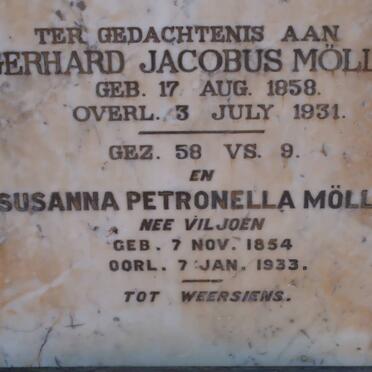 TER GEDACHTENIS AAN
GERHARD JACOBUS MÖLL
GEB. 17 AUG. 1858.
OVERL. 3 JULY 1931.
GEZ. 58 VS. 9.
EN
SUSANNA PETRONELLA MÖLL
NEE VILJOEN
GEB. 7 NOV. 1854
OORL. 7 JAN. 1933.
TOT WEERSIENS.